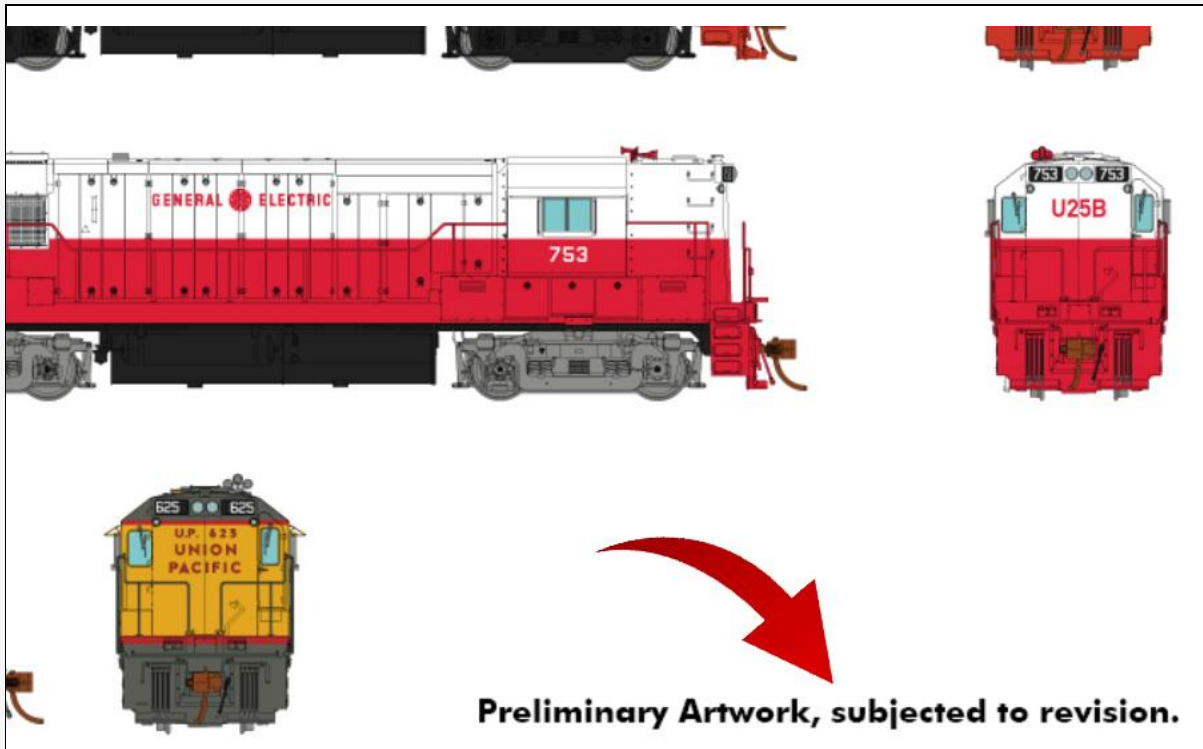 GENERAL ELECTRIC
753
753 753
U25B
625 625
U.P. 625
UNION
PACIFIC
Preliminary Artwork, subjected to revision.